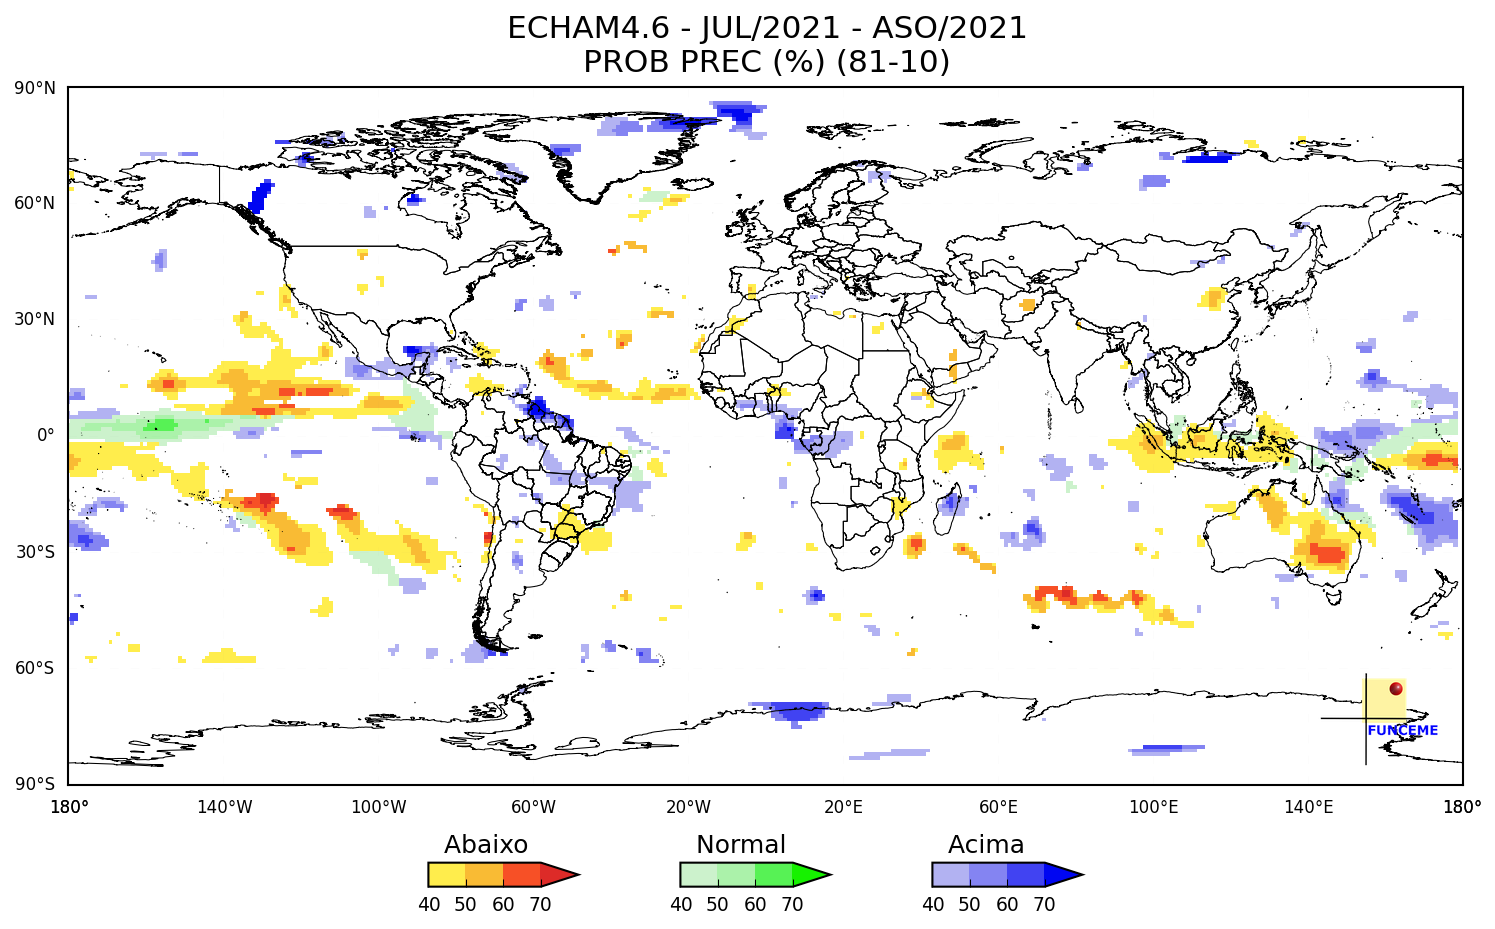 ECHAM4.6 - JUL/2021 - ASO/2021
PROB PREC (%) (81-10)
90°N
60°N
30°N
0°
30°S
60°S
90°S
FUNCEME
180° 140°W 100°W 60°W 20°W 20°E 60°E 100°E 140°E 180°
Abaixo Normal Acima
40 50 60 70 40 50 60 70 40 50 60 70